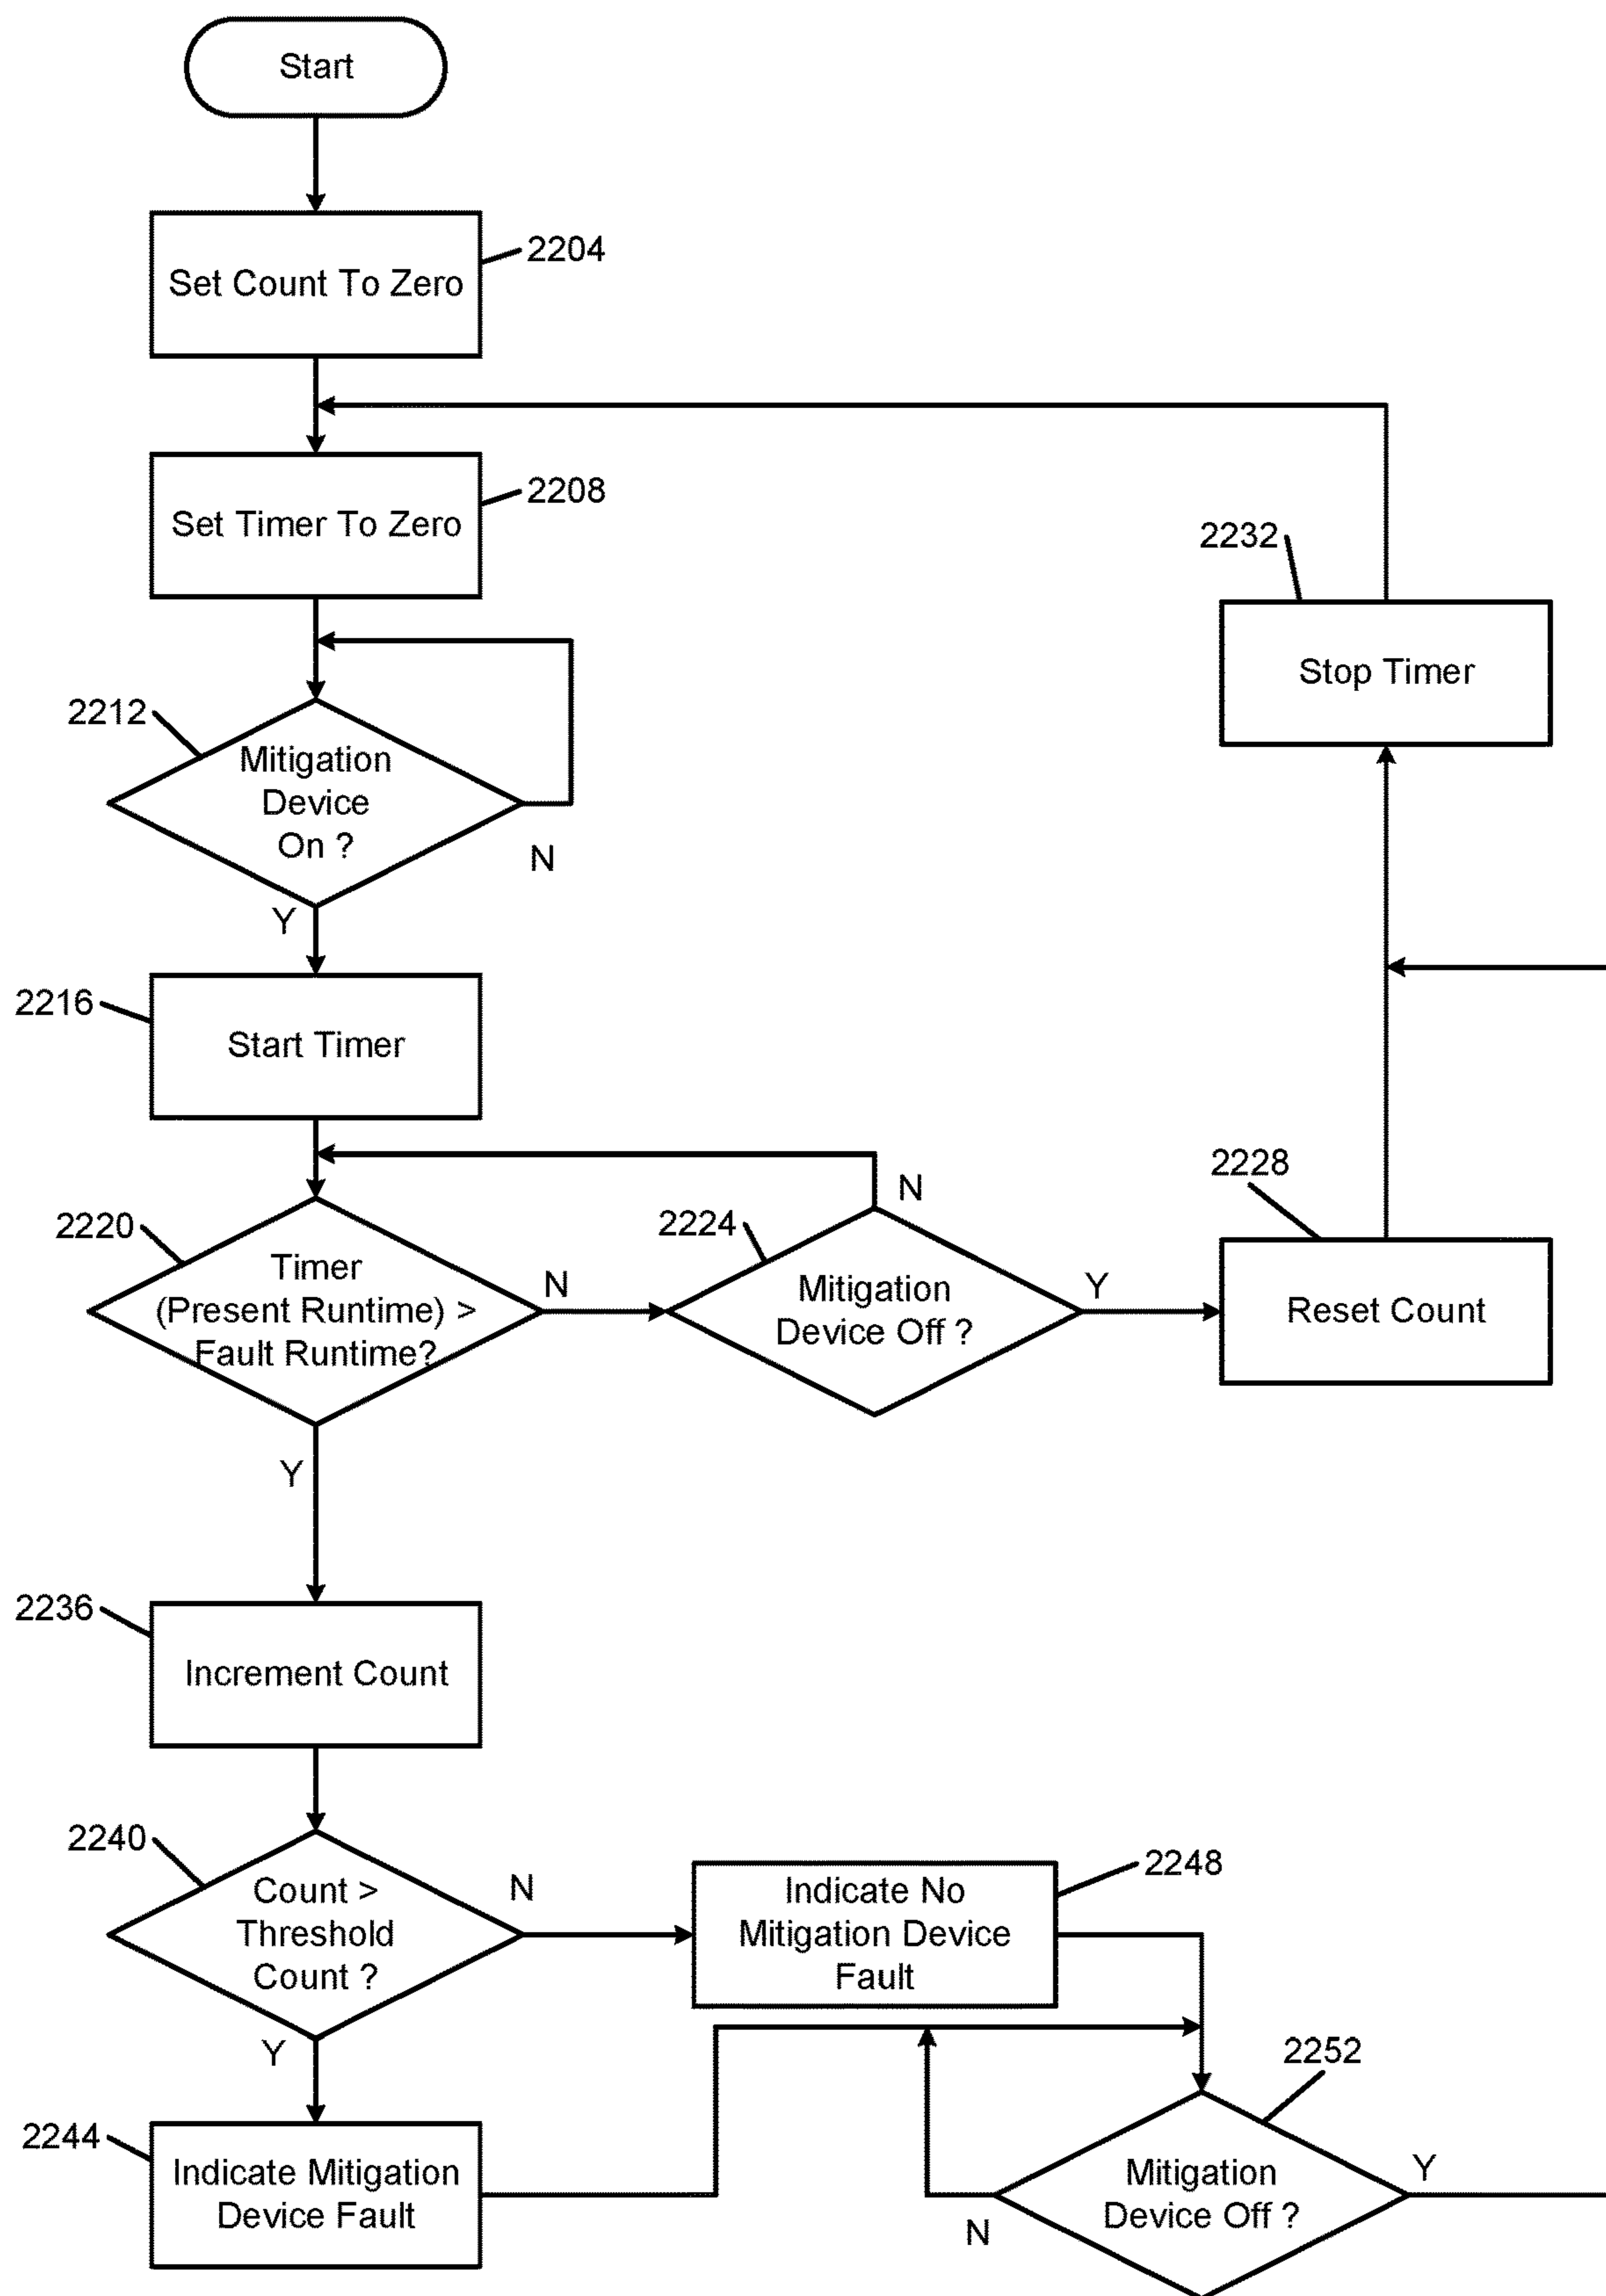 Start
2204
Set Count To Zero
2208
Set Timer To Zero
2232
Stop Timer
2212
Mitigation
Device
On ?
N
Y
2216
Start Timer
2220
Timer
(Present Runtime) >
Fault Runtime?
N
Y
2224
Mitigation
Device Off ?
N
Y
2228
Reset Count
2236
Increment Count
2240
Count >
Threshold
Count ?
N
Y
2248
Indicate No
Mitigation Device
Fault
2244
Indicate Mitigation
Device Fault
2252
Mitigation
Device Off ?
Y
N